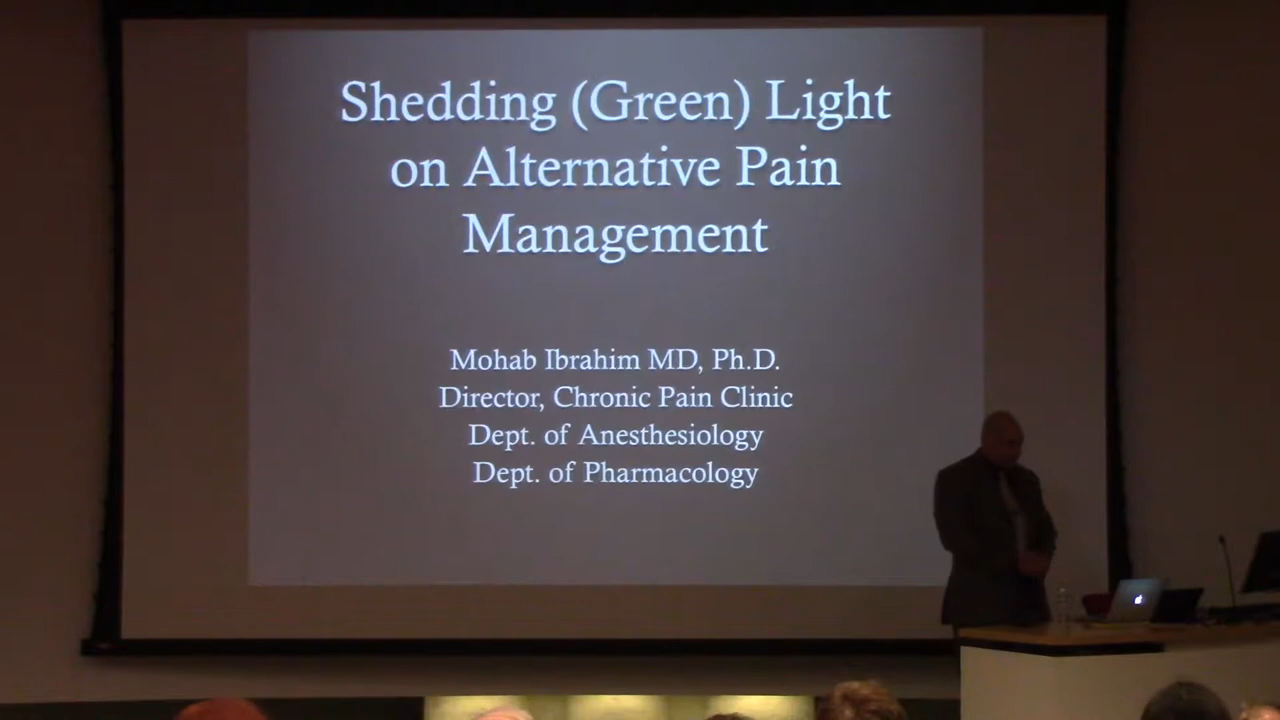 Shedding (Green) Light
on Alternative Pain
Management
Mohab Ibrahim MD, Ph.D.
Director, Chronic Pain Clinic
Dept. of Anesthesiology
Dept. of Pharmacology